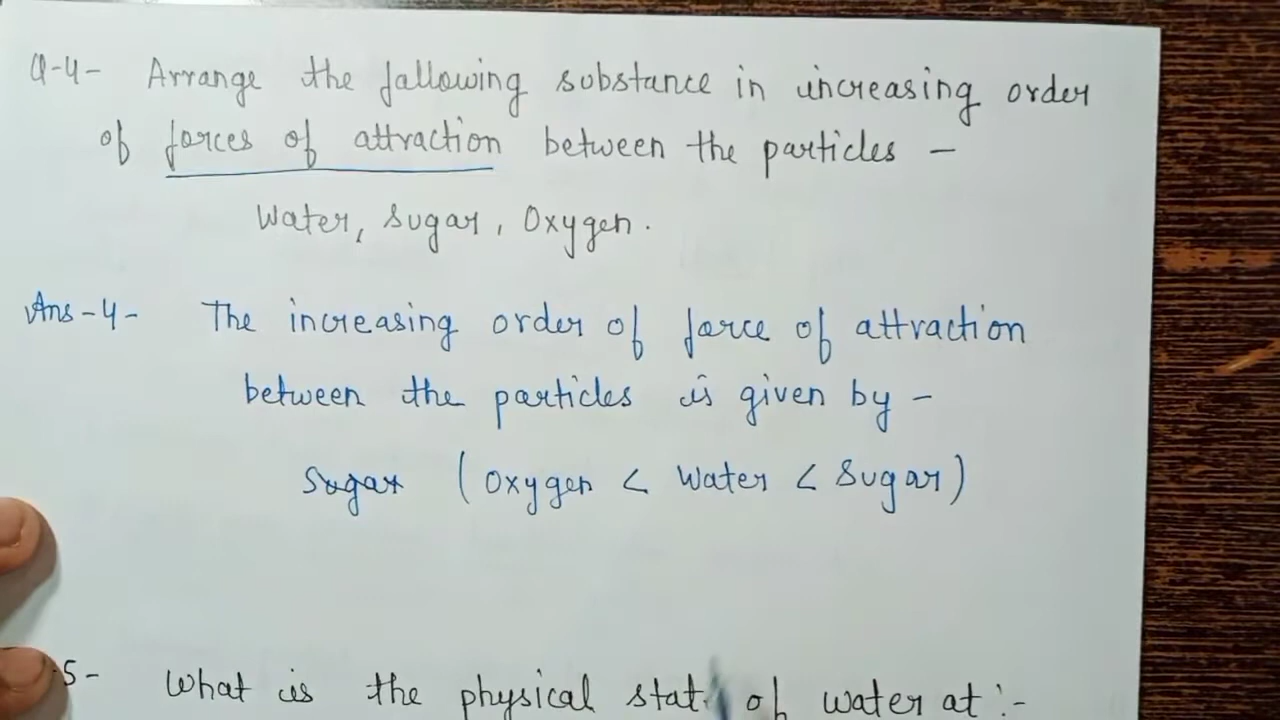 Q-4- Arrange the fallowing substance in increasing order
of forces of attraction between the particles -
Water, Sugar, Oxygen.
Ans-4- The increasing order of force of attraction
between the particles is given by -
Sugar (Oxygen < Water < Sugar)
5- What is the physical stat of water at :-